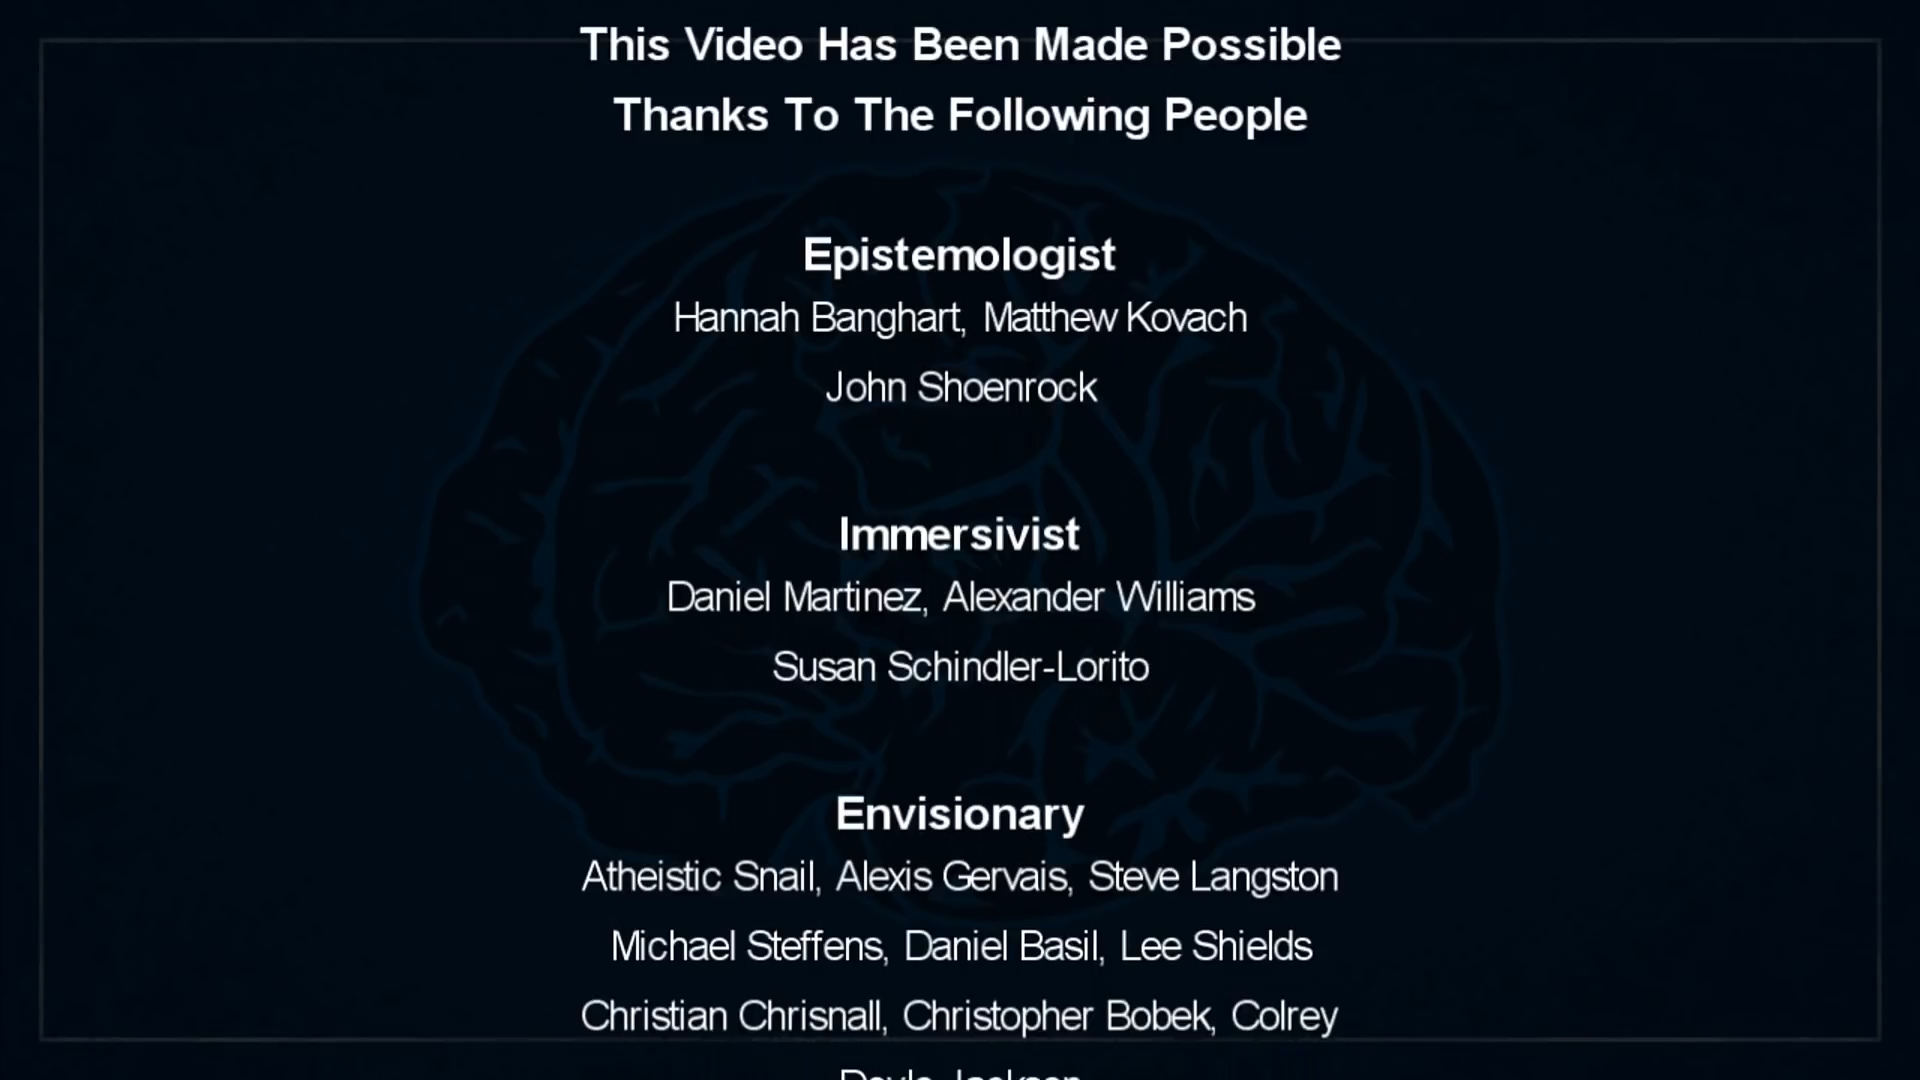 This Video Has Been Made Possible
Thanks To The Following People
Epistemologist
Hannah Banghart, Matthew Kovach
John Shoenrock
Immersivist
Daniel Martinez, Alexander Williams
Susan Schindler-Lorito
Envisionary
Atheistic Snail, Alexis Gervais, Steve Langston
Michael Steffens, Daniel Basil, Lee Shields
Christian Chrisnall, Christopher Bobek, Colrey